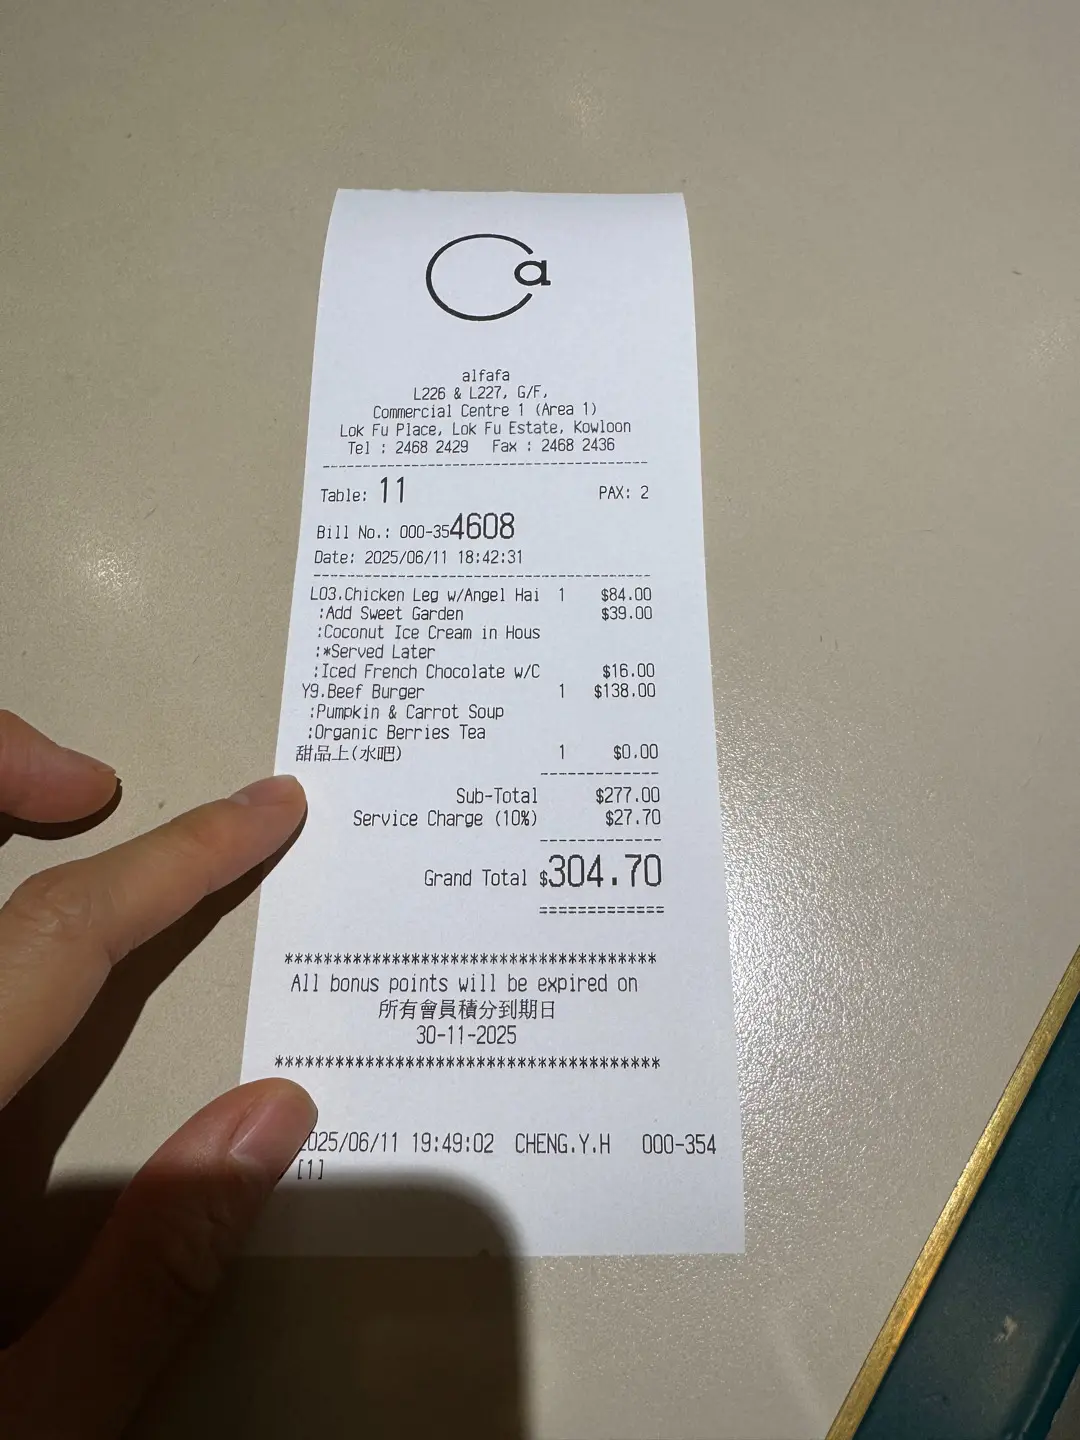 a
alfafa
L226 & L227, G/F,
Commercial Centre 1 (Area 1)
Lok Fu Place, Lok Fu Estate, Kowloon
Tel : 2468 2429 Fax : 2468 2436
Table: 11 PAX: 2
Bill No.: 000-354608
Date: 2025/06/11 18:42:31
L03.Chicken Leg w/Angel Hai 1 $84.00
:Add Sweet Garden $39.00
:Coconut Ice Cream in Hous
:*Served Later
:Iced French Chocolate w/C $16.00
Y9.Beef Burger 1 $138.00
:Pumpkin & Carrot Soup
:Organic Berries Tea
甜品上(水吧) 1 $0.00
Sub-Total $277.00
Service Charge (10%) $27.70
Grand Total $304.70
=============
*************************************
All bonus points will be expired on
所有會員積分到期日
30-11-2025
*************************************
025/06/11 19:49:02 CHENG.Y.H 000-354
[1]